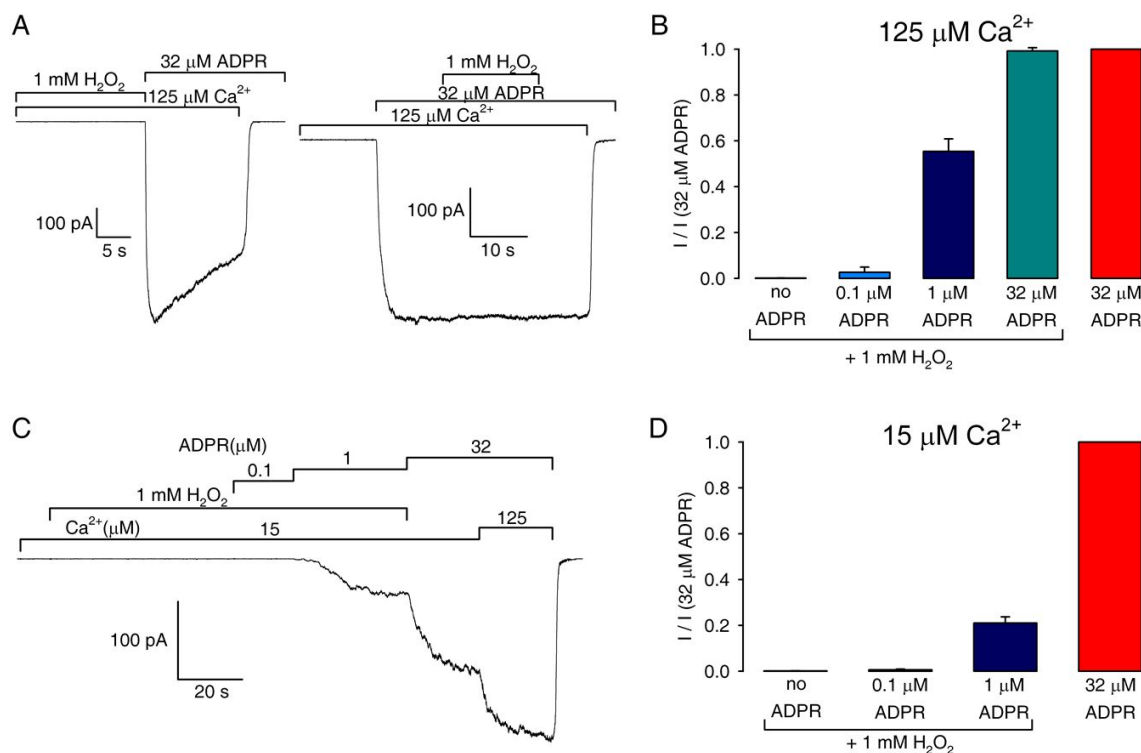 A
32 μM ADPR
1 mM H₂O₂
125 μM Ca²⁺
100 pA
5 s
1 mM H₂O₂
32 μM ADPR
125 μM Ca²⁺
100 pA
10 s
B
125 μM Ca²⁺
I / I (32 μM ADPR)
1.0
0.8
0.6
0.4
0.2
0.0
no ADPR
0.1 μM ADPR
1 μM ADPR
32 μM ADPR
32 μM ADPR
+ 1 mM H₂O₂
C
ADPR(μM)
0.1
1
32
1 mM H₂O₂
Ca²⁺(μM)
15
125
100 pA
20 s
D
15 μM Ca²⁺
I / I (32 μM ADPR)
1.0
0.8
0.6
0.4
0.2
0.0
no ADPR
0.1 μM ADPR
1 μM ADPR
32 μM ADPR
+ 1 mM H₂O₂